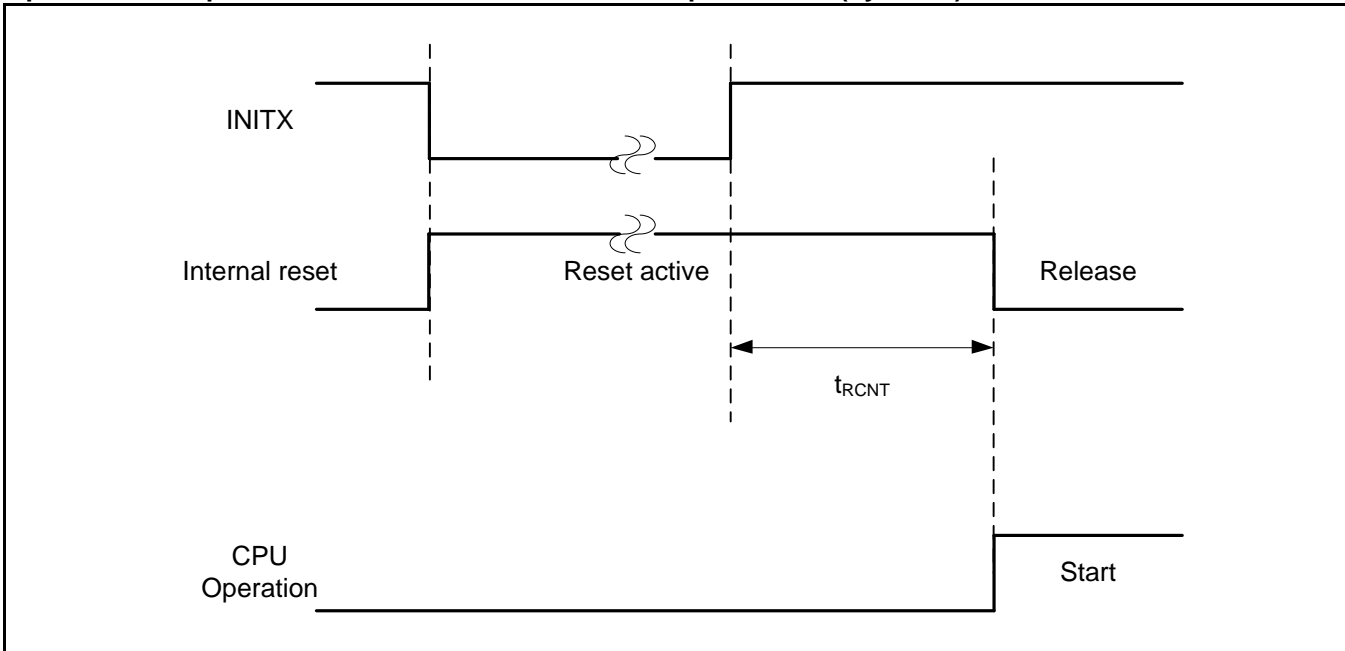 INITX
Internal reset
Reset active
Release
tRCNT
CPU
Operation
Start